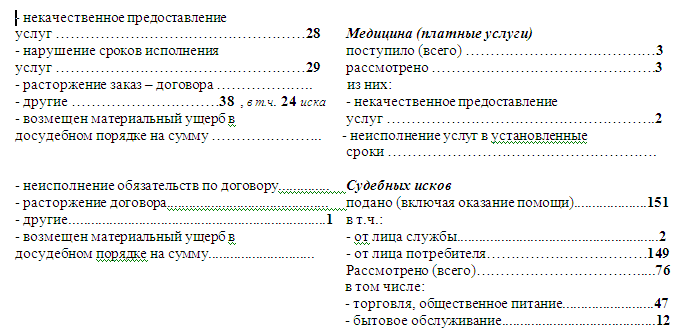 - некачественное предоставление
услуг ……………………………………28
- нарушение сроков исполнения
услуг ……………………………………29
- расторжение заказ – договора …………………
- другие ……………………38 , в т.ч. 24 иска
- возмещен материальный ущерб в
досудебном порядке на сумму ……………………
- неисполнение обязательств по договору..............
- расторжение договора..............................................
- другие.........................................................................1
- возмещен материальный ущерб в
досудебном порядке на сумму..............................
Медицина (платные услуги)
поступило (всего) …………………………3
рассмотрено ………………………………3
из них:
- некачественное предоставление
услуг ……………………………………2
- неисполнение услуг в установленные
сроки …………………………………………
Судебных исков
подано (включая оказание помощи)....................151
в т.ч.:
- от лица службы.........................................................2
- от лица потребителя…………………………149
Рассмотрено (всего)……………………………...76
в том числе:
- торговля, общественное питание........................47
- бытовое обслуживание...........................................12